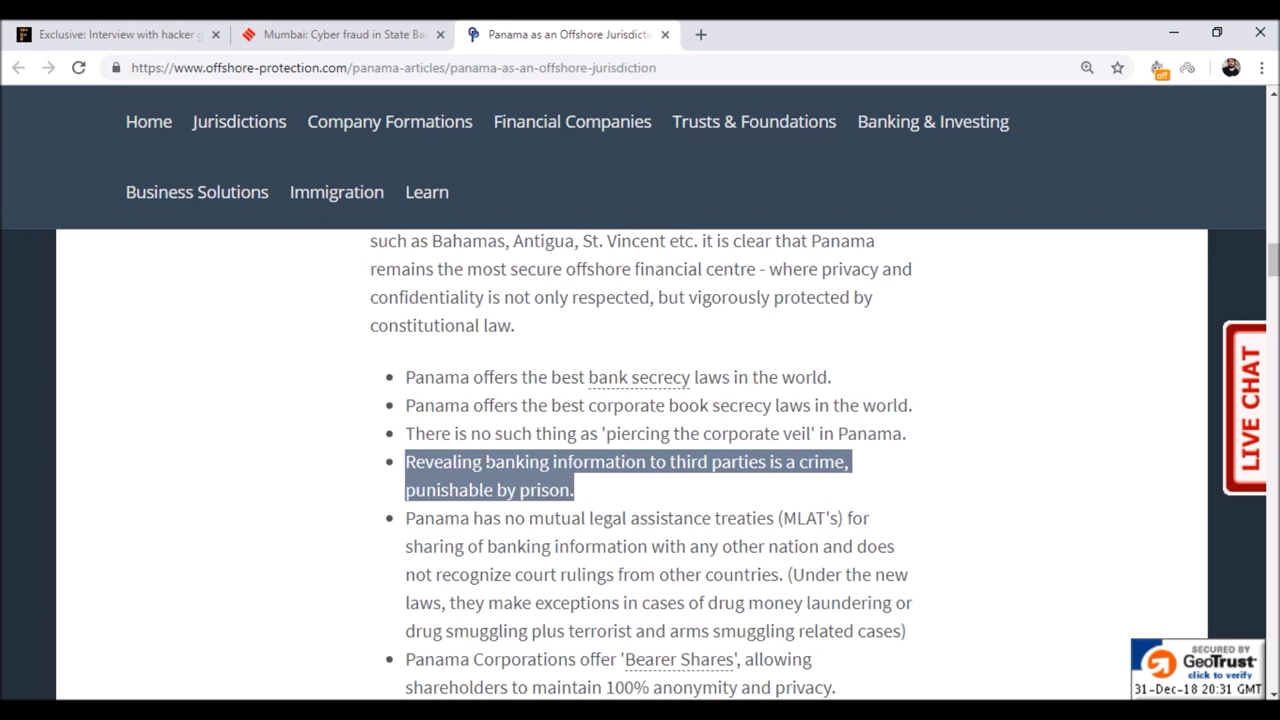 Exclusive: Interview with hacker g
Mumbai: Cyber fraud in State Ba
Panama as an Offshore Jurisdicti
https://www.offshore-protection.com/panama-articles/panama-as-an-offshore-jurisdiction
off
Home Jurisdictions Company Formations Financial Companies Trusts & Foundations Banking & Investing
Business Solutions Immigration Learn
such as Bahamas, Antigua, St. Vincent etc. it is clear that Panama
remains the most secure offshore financial centre - where privacy and
confidentiality is not only respected, but vigorously protected by
constitutional law.
• Panama offers the best bank secrecy laws in the world.
• Panama offers the best corporate book secrecy laws in the world.
• There is no such thing as 'piercing the corporate veil' in Panama.
• Revealing banking information to third parties is a crime,
punishable by prison.
• Panama has no mutual legal assistance treaties (MLAT's) for
sharing of banking information with any other nation and does
not recognize court rulings from other countries. (Under the new
laws, they make exceptions in cases of drug money laundering or
drug smuggling plus terrorist and arms smuggling related cases)
• Panama Corporations offer 'Bearer Shares', allowing
shareholders to maintain 100% anonymity and privacy.
LIVE CHAT
SECURED BY
GeoTrust
click to verify
31-Dec-18 20:31 GMT